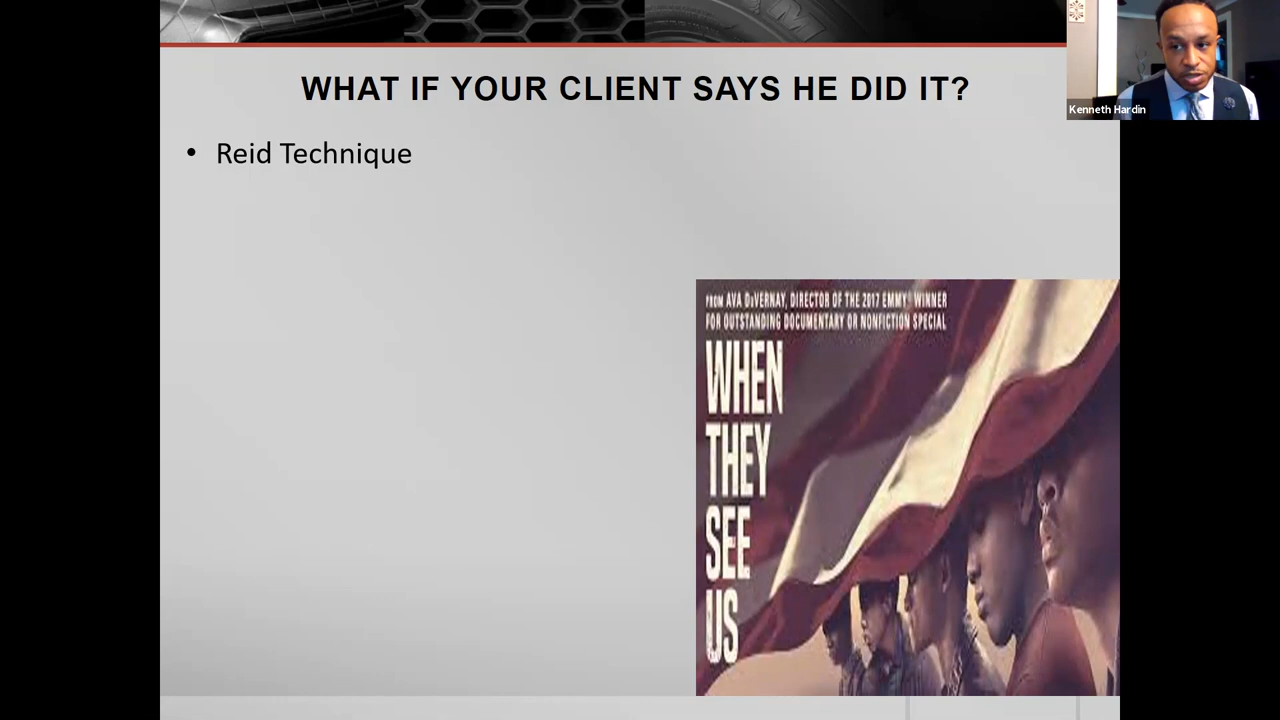 WHAT IF YOUR CLIENT SAYS HE DID IT?
Kenneth Hardin
• Reid Technique
FROM AVA DuVERNAY, DIRECTOR OF THE 2017 EMMY® WINNER
FOR OUTSTANDING DOCUMENTARY OR NONFICTION SPECIAL
WHEN
THEY
SEE
US